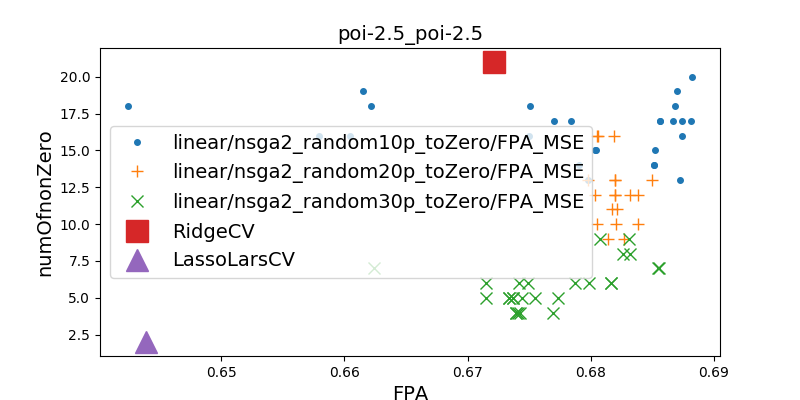 poi-2.5_poi-2.5
numOfnonZero
20.0
17.5
15.0
12.5
10.0
7.5
5.0
2.5
linear/nsga2_random10p_toZero/FPA_MSE
linear/nsga2_random20p_toZero/FPA_MSE
linear/nsga2_random30p_toZero/FPA_MSE
RidgeCV
LassoLarsCV
0.65 0.66 0.67 0.68 0.69
FPA